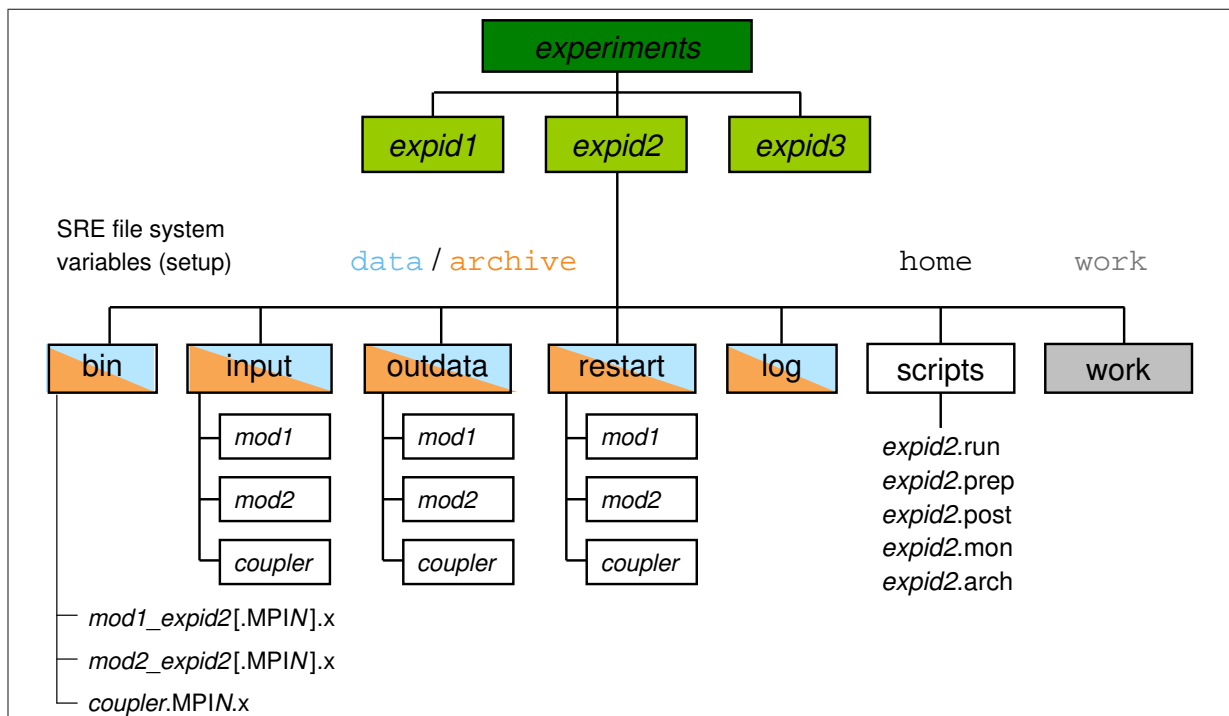 experiments
expid1 expid2 expid3
SRE file system
variables (setup)
data / archive
home
work
bin input outdata restart log scripts work
mod1 mod1 mod1
mod2 mod2 mod2
coupler coupler coupler
expid2.run
expid2.prep
expid2.post
expid2.mon
expid2.arch
mod1_expid2[.MPIN].x
mod2_expid2[.MPIN].x
coupler.MPIN.x